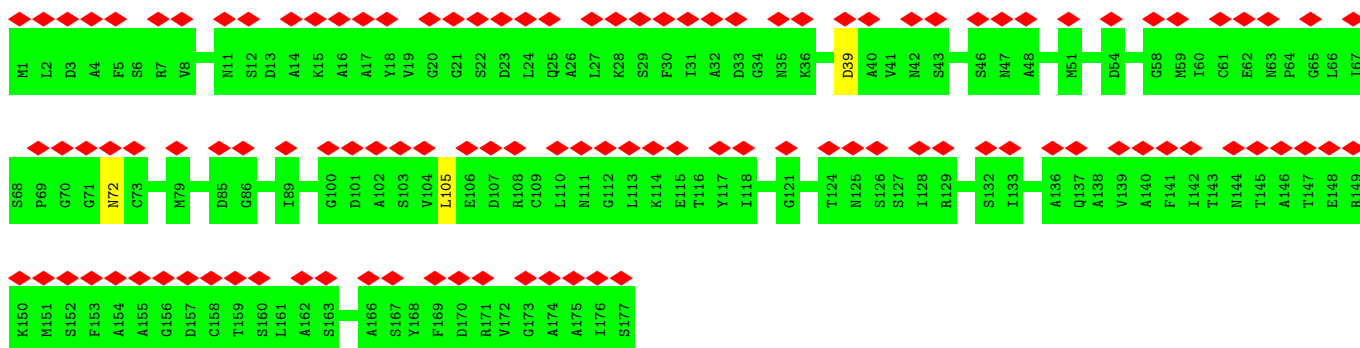 M1 L2 D3 A4 F5 S6 R7 V8 N11 S12 D13 A14 K15 A16 A17 Y18 V19 G20 G21 S22 D23 L24 Q25 A26 L27 K28 S29 F30 I31 A32 D33 G34 N35 K36 D39 A40 V41 N42 S43 S46 N47 A48 M51 D54 G58 M59 I60 C61 E62 N63 P64 G65 L66 I67
S68 P69 G70 G71 N72 C73 M79 D85 G86 I89 G100 D101 A102 S103 V104 L105 E106 D107 R108 C109 L110 N111 G112 L113 K114 E115 T116 Y117 I118 G121 T124 N125 S126 S127 I128 R129 S132 I133 A136 Q137 A138 V139 A140 F141 I142 T143 N144 T145 A146 T147 E148 R149
K150 M151 S152 F153 A154 A155 G156 D157 C158 T159 S160 L161 A162 S163 A166 S167 Y168 F169 D170 R171 V172 G173 A174 A175 I176 S177